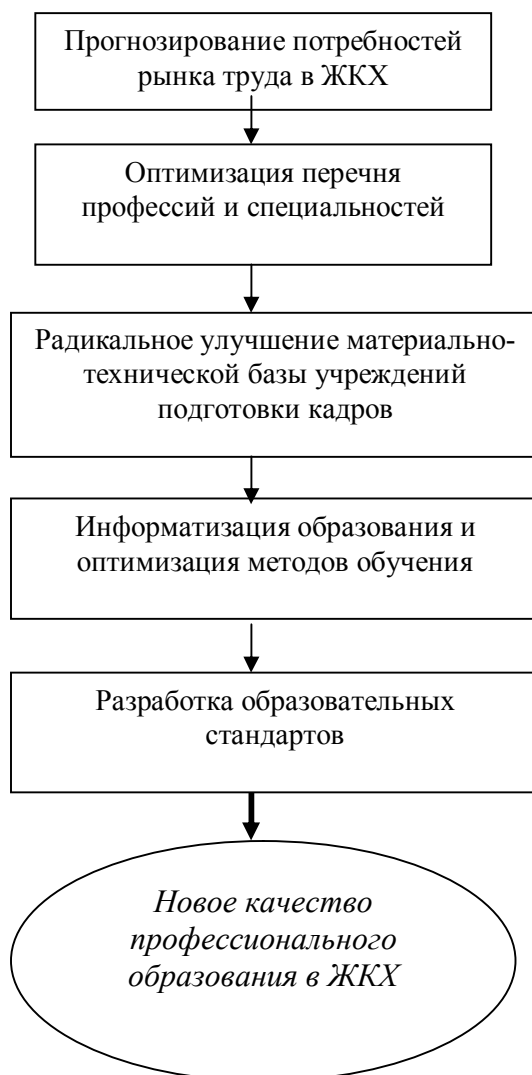 Прогнозирование потребностей
рынка труда в ЖКХ
Оптимизация перечня
профессий и специальностей
Радикальное улучшение материально-
технической базы учреждений
подготовки кадров
Информатизация образования и
оптимизация методов обучения
Разработка образовательных
стандартов
Новое качество
профессионального
образования в ЖКХ